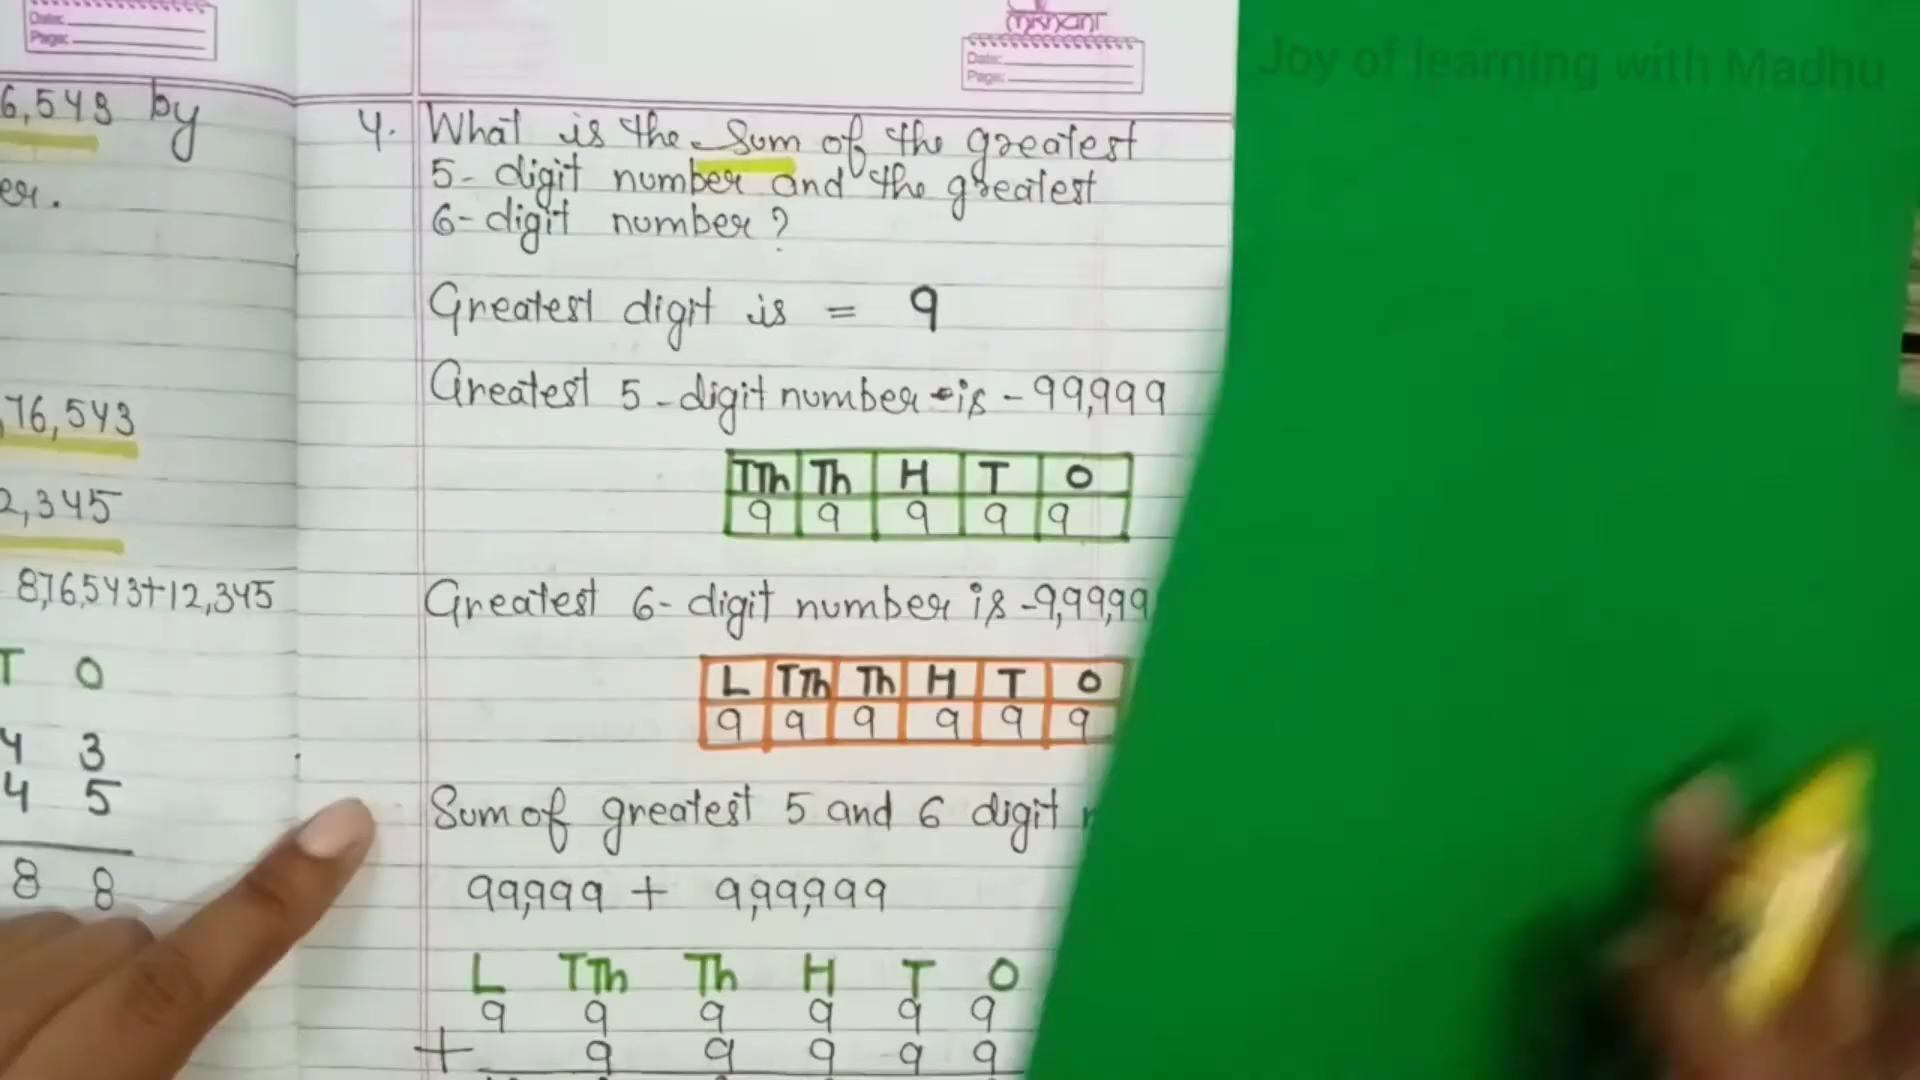 Date:
Page:
6,543 by
er.
76,543
2,345
8,76,543+12,345
T O
4 3
4 5
8 8
Date:
Page:
Joy of learning with Madhu
4. What is the Sum of the greatest
5-digit number and the greatest
6-digit number?
Greatest digit is = 9
Greatest 5-digit number is - 99,999
TTh Th H T O
9 9 9 9 9
Greatest 6-digit number is - 9,99,99
L TTh Th H T O
9 9 9 9 9 9
Sum of greatest 5 and 6 digit
99,999 + 9,99,999
L TTh Th H T O
9 9 9 9 9 9
+ 9 9 9 9 9